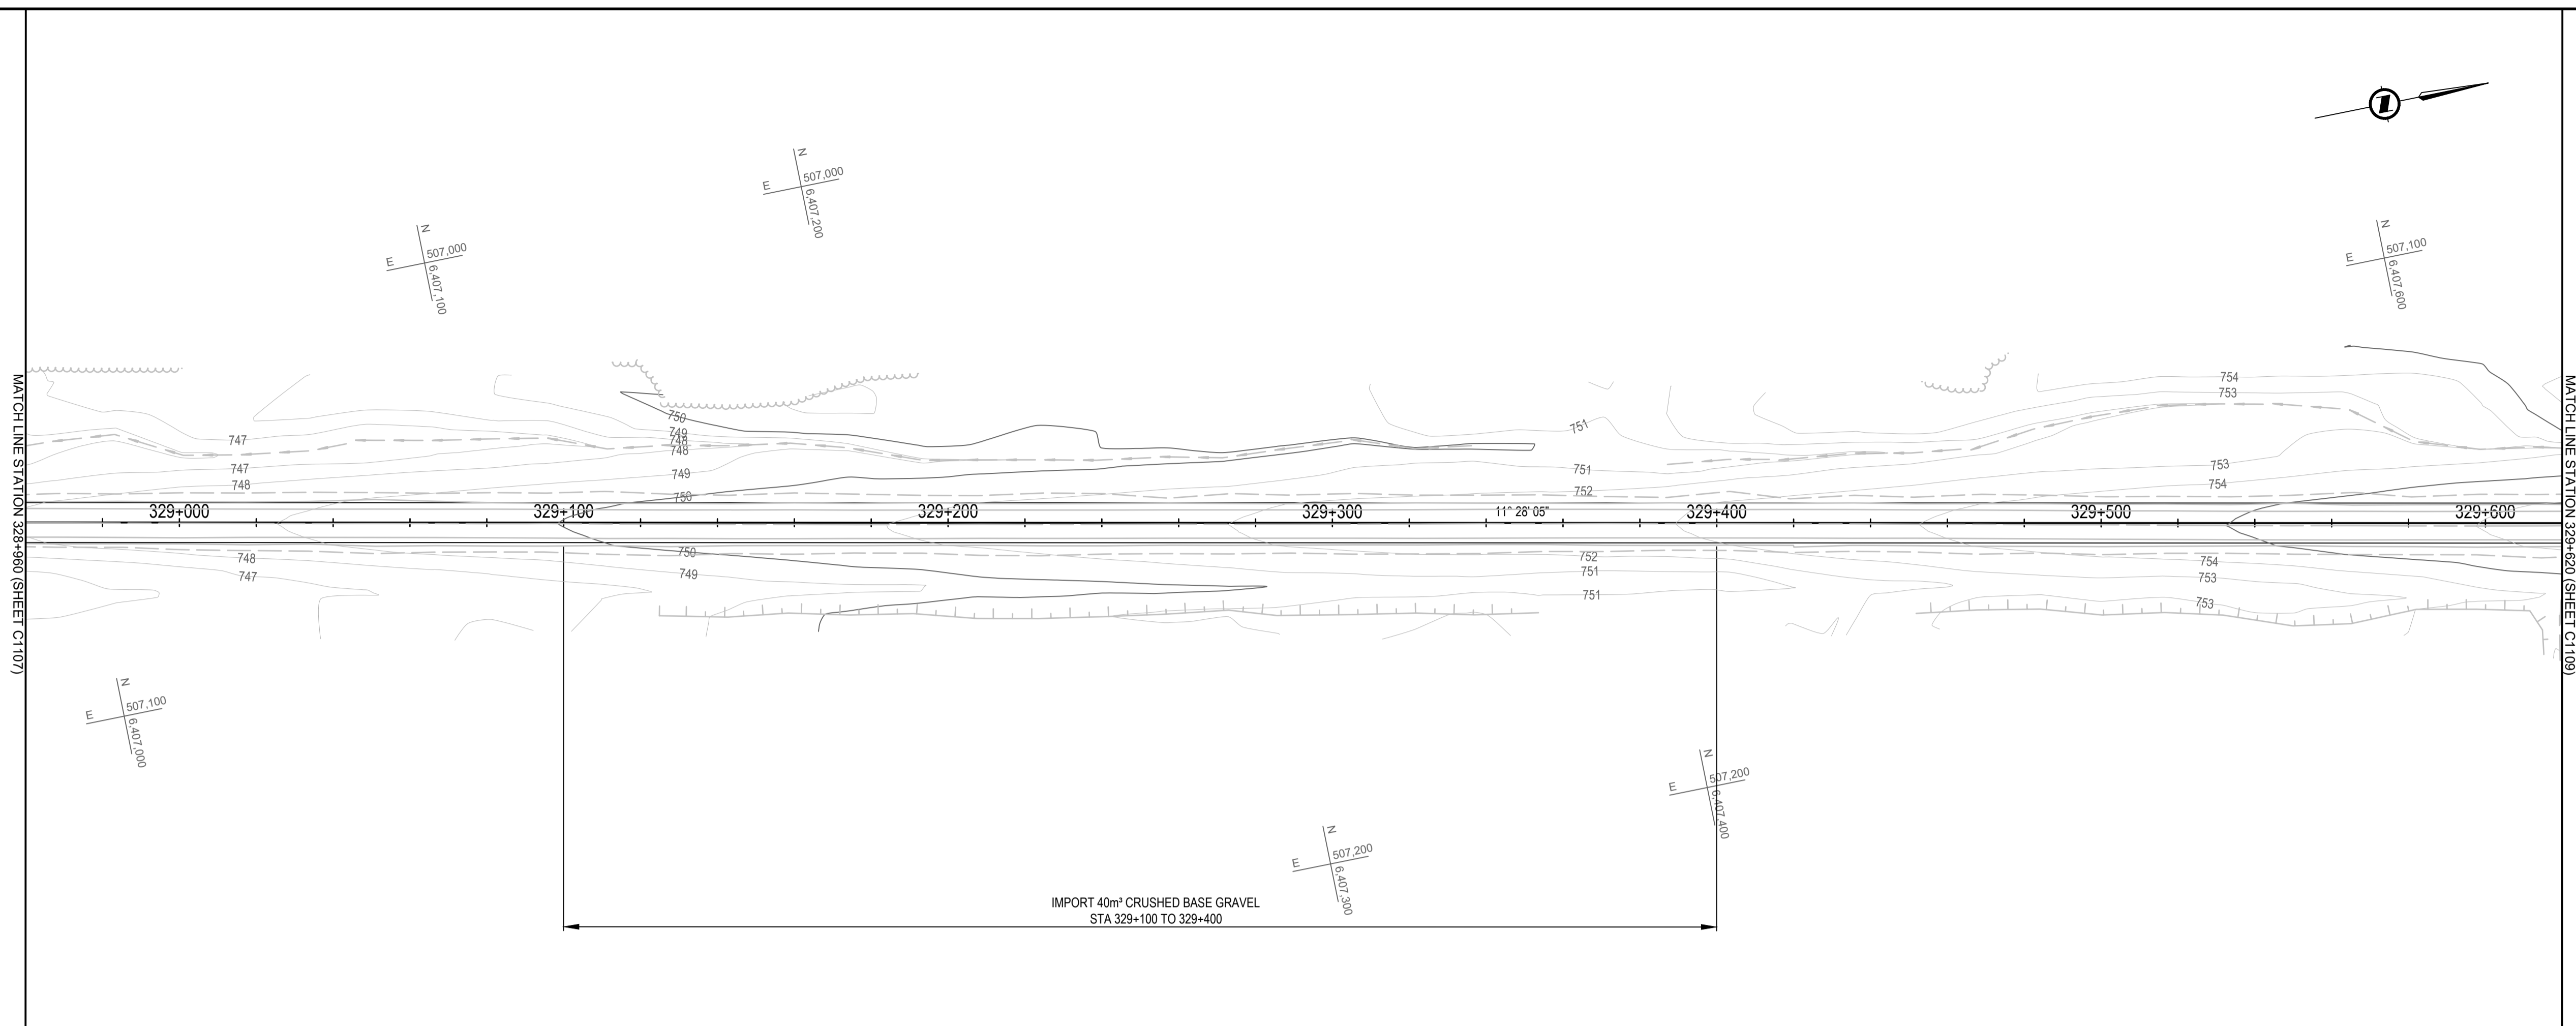 N
507,000
E
6,407,200
N
507,000
E
6,407,100
N
507,100
E
6,407,600
MATCH LINE STATION 328+960 (SHEET C1107)
MATCH LINE STATION 329+620 (SHEET C1109)
754
753
750
749
748
748
747
751
747
749
751
753
748
750
752
754
329+000
329+100
329+200
329+300
11° 28' 05"
329+400
329+500
329+600
748
750
752
754
747
749
751
753
751
753
N
507,100
E
6,407,000
N
507,200
E
6,407,400
N
507,200
E
6,407,300
IMPORT 40m³ CRUSHED BASE GRAVEL
STA 329+100 TO 329+400